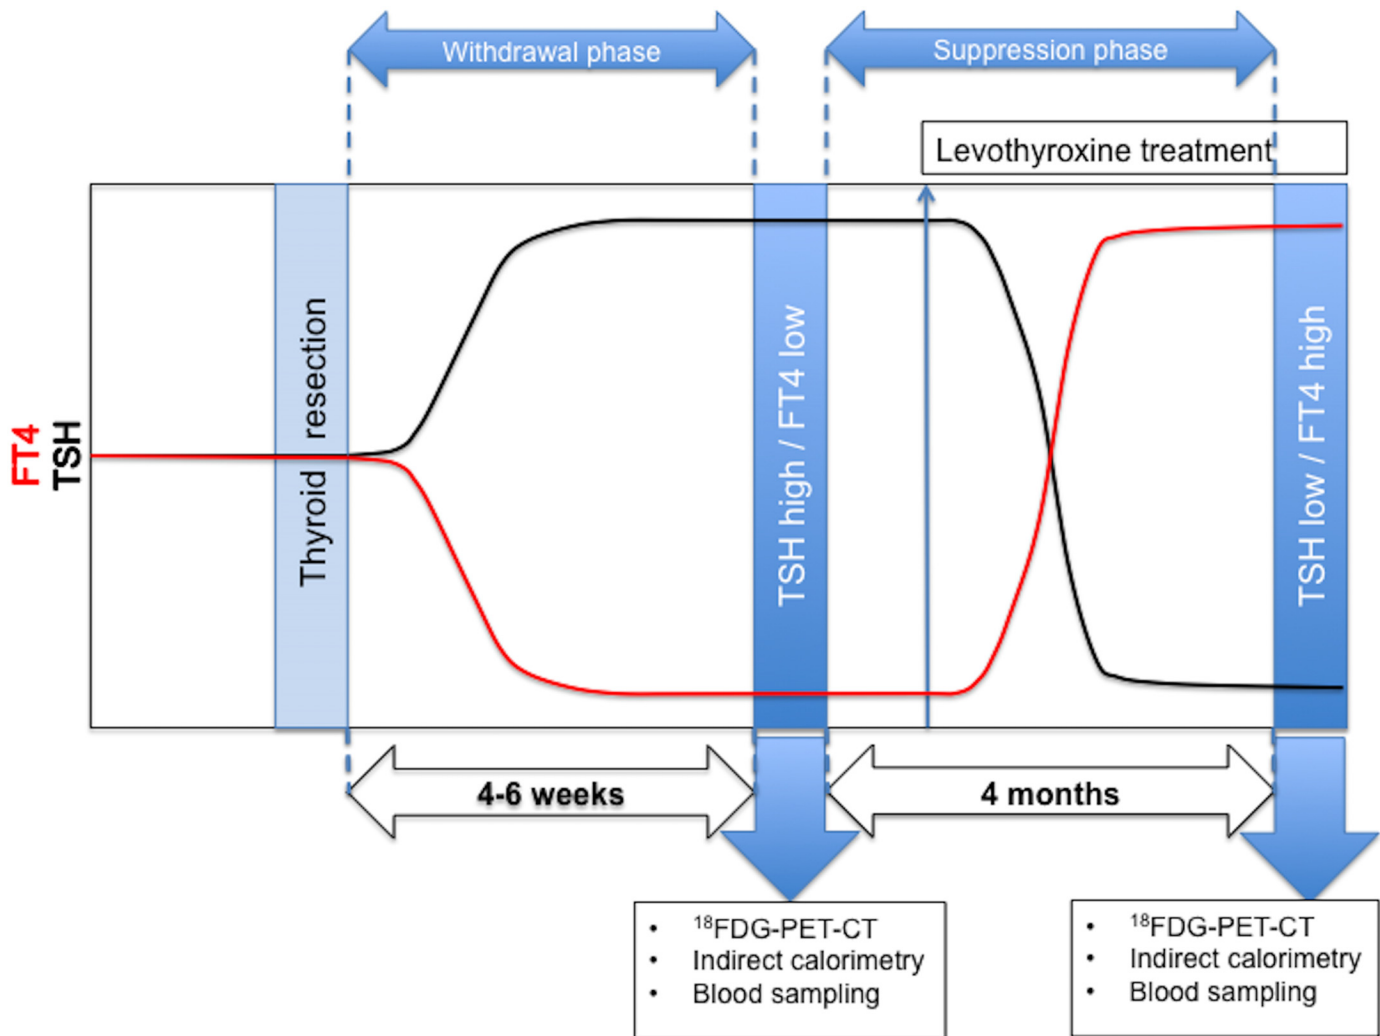 Withdrawal phase
Suppression phase
Levothyroxine treatment
FT4
TSH
Thyroid resection
TSH high / FT4 low
TSH low / FT4 high
4-6 weeks
4 months
• ¹⁸FDG-PET-CT
• Indirect calorimetry
• Blood sampling
• ¹⁸FDG-PET-CT
• Indirect calorimetry
• Blood sampling